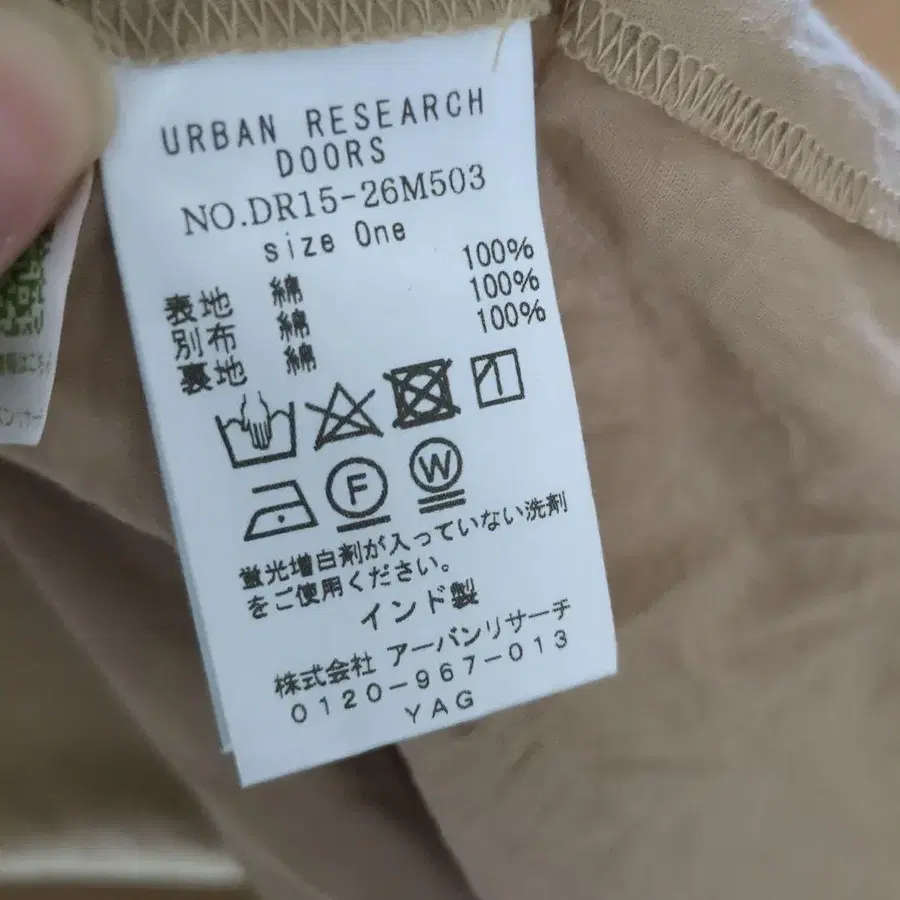 URBAN RESEARCH
DOORS
NO.DR15-26M503
size One
表地 綿 100%
別布 綿 100%
裏地 綿 100%
F W
蛍光増白剤が入っていない洗剤
をご使用ください。
インド製
株式会社 アーバンリサーチ
0120-967-013
YAG